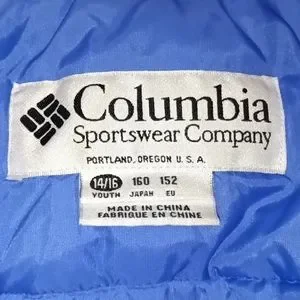 Columbia
Sportswear Company
PORTLAND, OREGON U.S.A.
14/16 160 152
YOUTH JAPAN EU
MADE IN CHINA
FABRIQUE EN CHINE